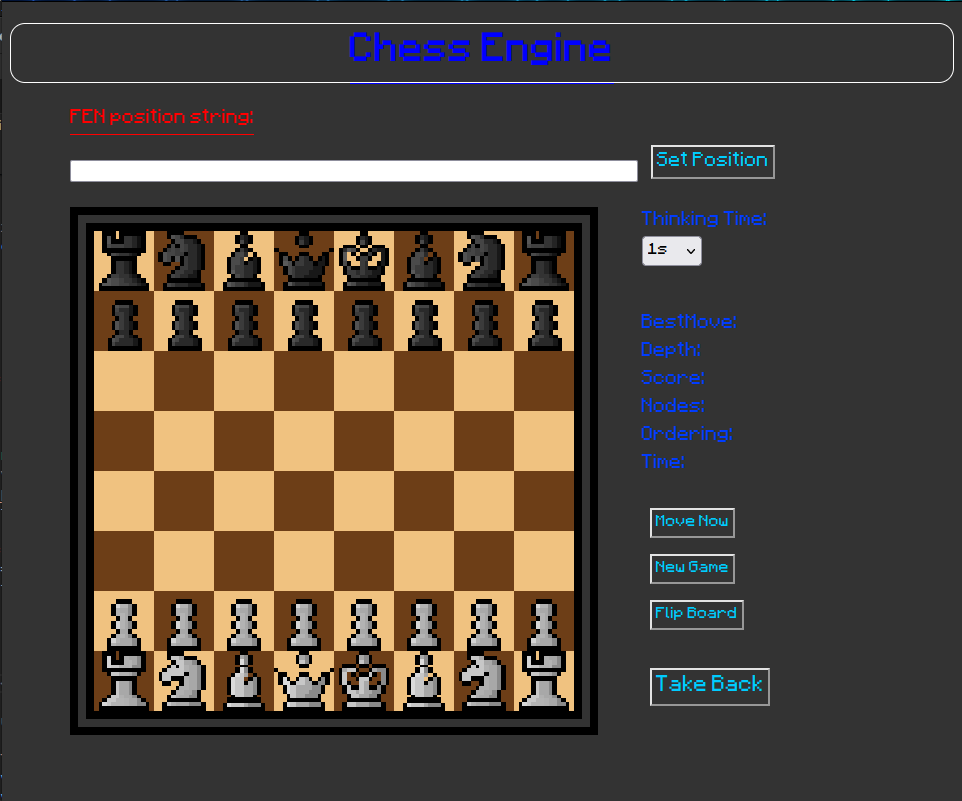 Chess Engine
FEN position string:
Set Position
Thinking Time:
1s
BestMove:
Depth:
Score:
Nodes:
Ordering:
Time:
Move Now
New Game
Flip Board
Take Back